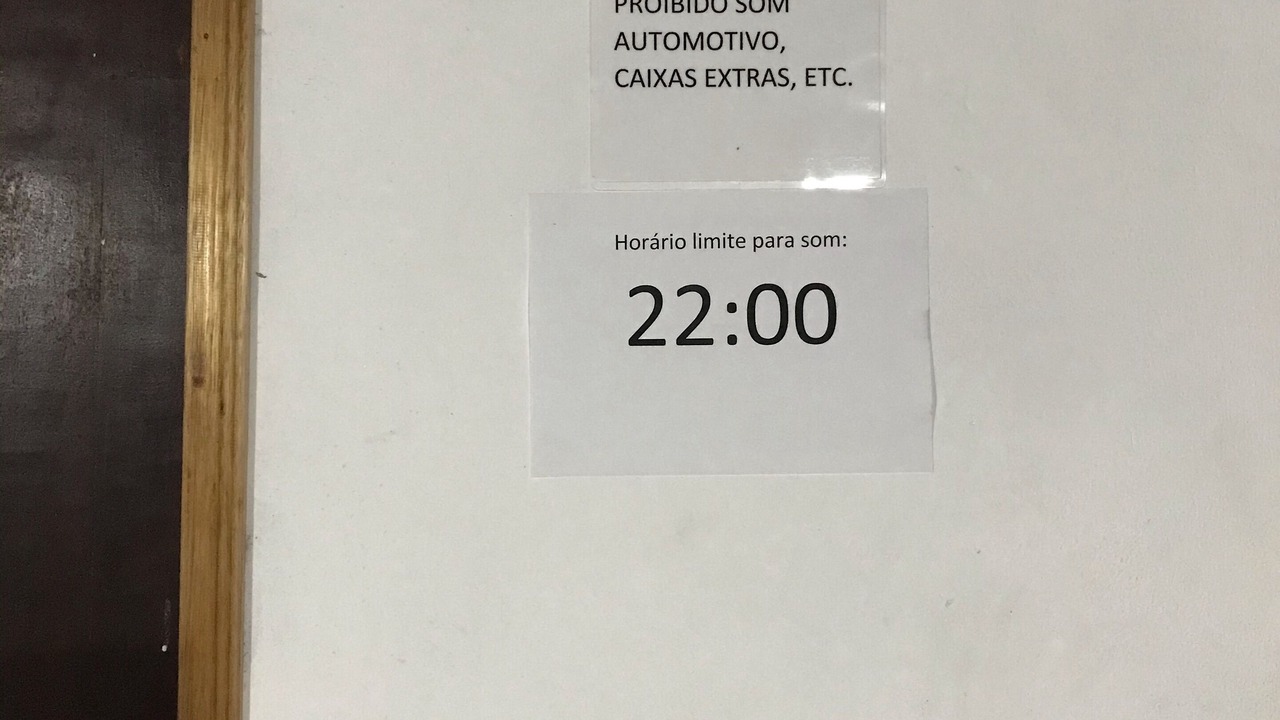 PROIBIDO SOM
AUTOMOTIVO,
CAIXAS EXTRAS, ETC.
Horário limite para som:
22:00